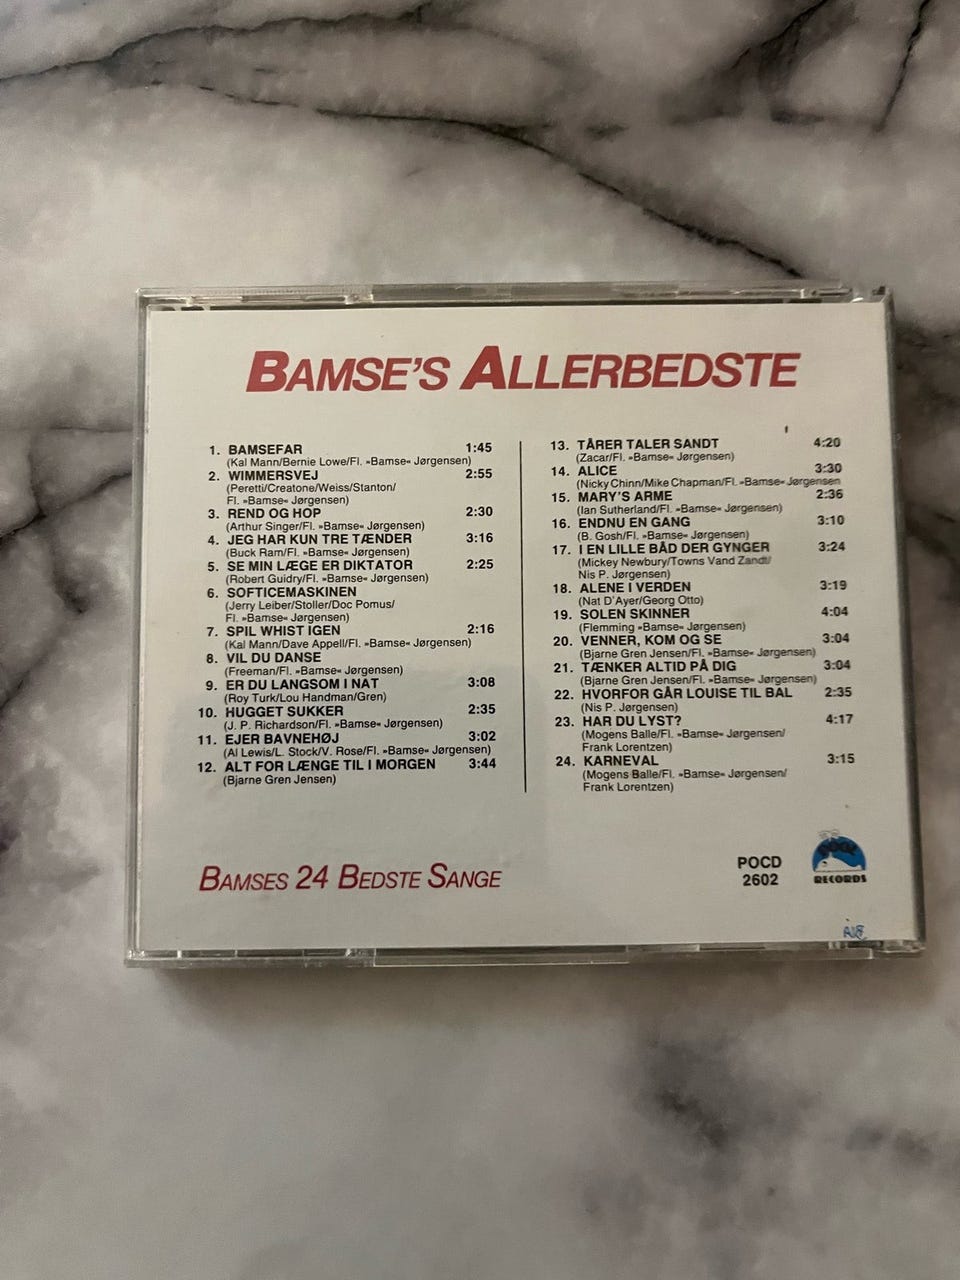 BAMSE'S ALLERBEDSTE
1. BAMSEFAR 1:45
(Kal Mann/Bernie Lowe/Fl. »Bamse« Jørgensen)
2. WIMMERSVEJ 2:55
(Peretti/Creatone/Weiss/Stanton/
Fl. »Bamse« Jørgensen)
3. REND OG HOP 2:30
(Arthur Singer/Fl. »Bamse« Jørgensen)
4. JEG HAR KUN TRE TÆNDER 3:16
(Buck Ram/Fl. »Bamse« Jørgensen)
5. SE MIN LÆGE ER DIKTATOR 2:25
(Robert Guidry/Fl. »Bamse« Jørgensen)
6. SOFTICEMASKINEN
(Jerry Leiber/Stoller/Doc Pomus/
Fl. »Bamse« Jørgensen)
7. SPIL WHIST IGEN 2:16
(Kal Mann/Dave Appell/Fl. »Bamse« Jørgensen)
8. VIL DU DANSE
(Freeman/Fl. »Bamse« Jørgensen)
9. ER DU LANGSOM I NAT 3:08
(Roy Turk/Lou Handman/Gren)
10. HUGGET SUKKER 2:35
(J. P. Richardson/Fl. »Bamse« Jørgensen)
11. EJER BAVNEHØJ 3:02
(Al Lewis/L. Stock/V. Rose/Fl. »Bamse« Jørgensen)
12. ALT FOR LÆNGE TIL I MORGEN 3:44
(Bjarne Gren Jensen)
13. TÅRER TALER SANDT 4:20
(Zacar/Fl. »Bamse« Jørgensen)
14. ALICE 3:30
(Nicky Chinn/Mike Chapman/Fl. »Bamse« Jørgensen
15. MARY'S ARME 2:36
(Ian Sutherland/Fl. »Bamse« Jørgensen)
16. ENDNU EN GANG 3:10
(B. Gosh/Fl. »Bamse« Jørgensen)
17. I EN LILLE BÅD DER GYNGER 3:24
(Mickey Newbury/Towns Vand Zandt/
Nis P. Jørgensen)
18. ALENE I VERDEN 3:19
(Nat D'Ayer/Georg Otto)
19. SOLEN SKINNER 4:04
(Flemming »Bamse« Jørgensen)
20. VENNER, KOM OG SE 3:04
(Bjarne Gren Jensen/Fl. »Bamse« Jørgensen)
21. TÆNKER ALTID PÅ DIG 3:04
(Bjarne Gren Jensen/Fl. »Bamse« Jørgensen)
22. HVORFOR GÅR LOUISE TIL BAL 2:35
(Nis P. Jørgensen)
23. HAR DU LYST? 4:17
(Mogens Balle/Fl. »Bamse« Jørgensen/
Frank Lorentzen)
24. KARNEVAL 3:15
(Mogens Balle/Fl. »Bamse« Jørgensen/
Frank Lorentzen)
BAMSES 24 BEDSTE SANGE
POCD
2602
RECORDS